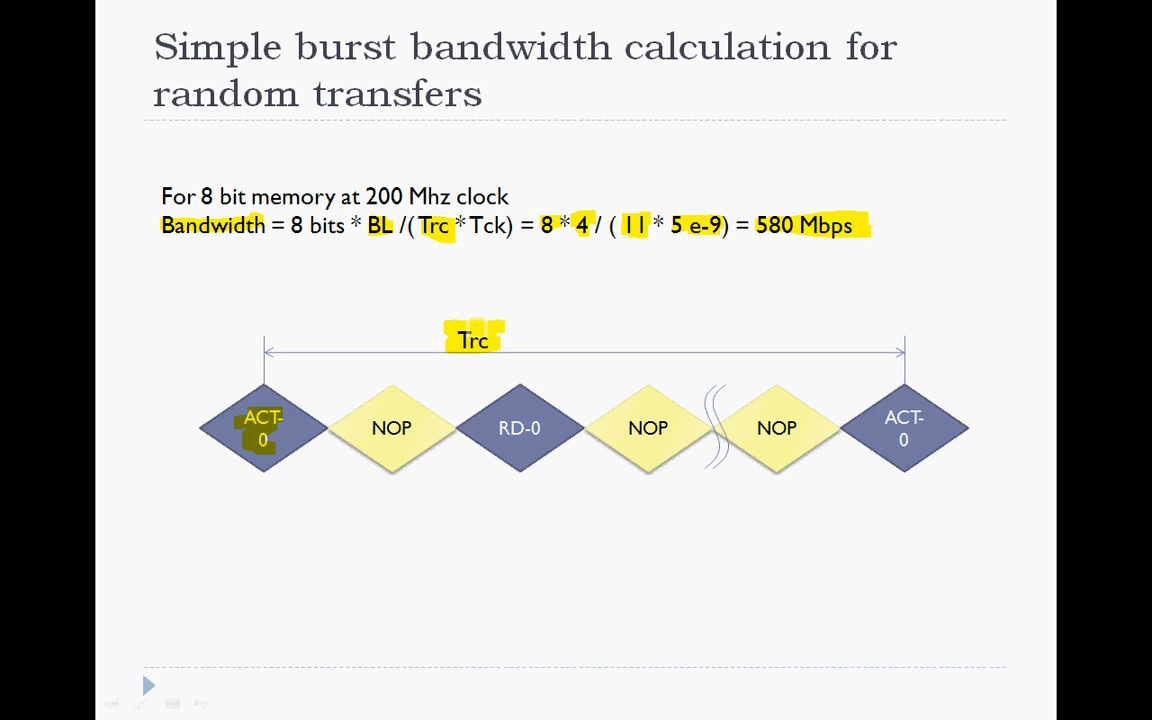 Simple burst bandwidth calculation for
random transfers
For 8 bit memory at 200 Mhz clock
Bandwidth = 8 bits * BL /( Trc * Tck) = 8 * 4 / ( 11 * 5 e-9) = 580 Mbps
Trc
ACT-
0
NOP
RD-0
NOP
NOP
ACT-
0